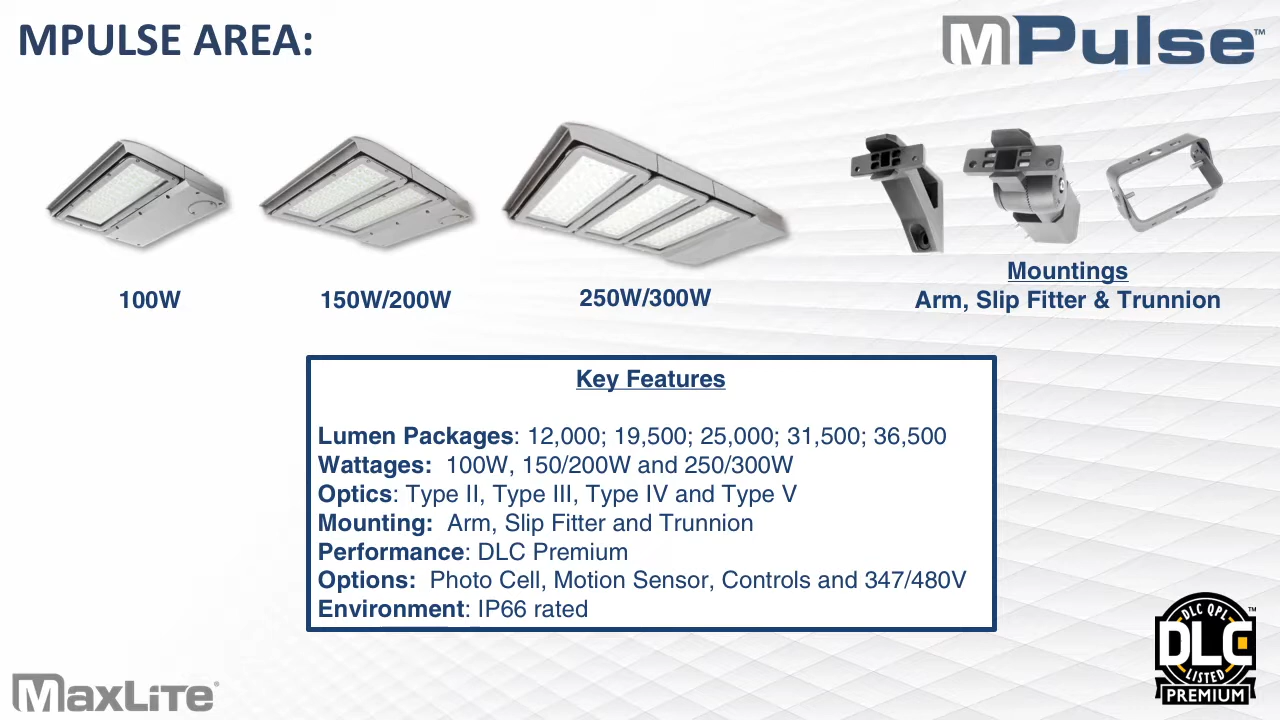 MPULSE AREA:
MPulse™
100W
150W/200W
250W/300W
Mountings
Arm, Slip Fitter & Trunnion
Key Features
Lumen Packages: 12,000; 19,500; 25,000; 31,500; 36,500
Wattages: 100W, 150/200W and 250/300W
Optics: Type II, Type III, Type IV and Type V
Mounting: Arm, Slip Fitter and Trunnion
Performance: DLC Premium
Options: Photo Cell, Motion Sensor, Controls and 347/480V
Environment: IP66 rated
MAXLITE®
DLC QPL™
DLC
LISTED
PREMIUM